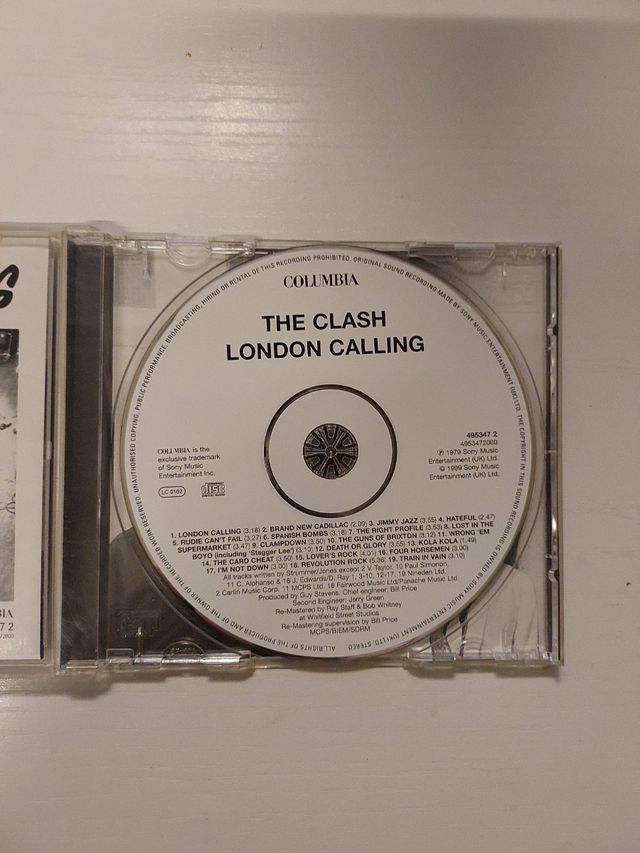 COLUMBIA
THE CLASH
LONDON CALLING
COLUMBIA is the
exclusive trademark
of Sony Music
Entertainment Inc.
LC 0162
COMPACT
disc
DIGITAL AUDIO
495347 2
4953472000
℗ 1979 Sony Music
Entertainment (UK) Ltd.
© 1999 Sony Music
Entertainment (UK) Ltd.
1. LONDON CALLING (3.18) 2. BRAND NEW CADILLAC (2.09) 3. JIMMY JAZZ (3.55) 4. HATEFUL (2.47)
5. RUDIE CAN'T FAIL (3.27) 6. SPANISH BOMBS (3.12) 7. THE RIGHT PROFILE (3.53) 8. LOST IN THE
SUPERMARKET (3.47) 9. CLAMPDOWN (3.50) 10. THE GUNS OF BRIXTON (3.12) 11. WRONG 'EM
BOYO (including 'Stagger Lee') (3.10) 12. DEATH OR GLORY (3.55) 13. KOLA KOLA (1.49)
14. THE CARD CHEAT (3.50) 15. LOVER'S ROCK (4.01) 16. FOUR HORSEMEN (3.00)
17. I'M NOT DOWN (3.00) 18. REVOLUTION ROCK (5.36) 19. TRAIN IN VAIN (3.10)
All tracks written by Strummer/Jones except 2 V. Taylor, 10 Paul Simonon,
11 C. Alphanso & 18 J. Edwards/D. Ray 1, 3-10, 12-17, 19 Nineden Ltd.
2 Carlin Music Corp. 11 MCPS Ltd. 18 Fairwood Music Ltd/Panache Music Ltd
Produced by Guy Stevens. Chief engineer: Bill Price
Second Engineer: Jerry Green
Re-Mastered by Ray Staff & Bob Whitney
at Whitfield Street Studios
Re-Mastering supervision by Bill Price
MCPS/BIEM/SDRM
ALL RIGHTS OF THE PRODUCER AND OF THE OWNER OF THE RECORDED WORK RESERVED. UNAUTHORISED COPYING, PUBLIC PERFORMANCE, BROADCASTING, HIRING OR RENTAL OF THIS RECORDING PROHIBITED. ORIGINAL SOUND RECORDING MADE BY SONY MUSIC ENTERTAINMENT (UK) LTD. THE COPYRIGHT IN THIS SOUND RECORDING IS OWNED BY SONY MUSIC ENTERTAINMENT (UK) LTD. STEREO